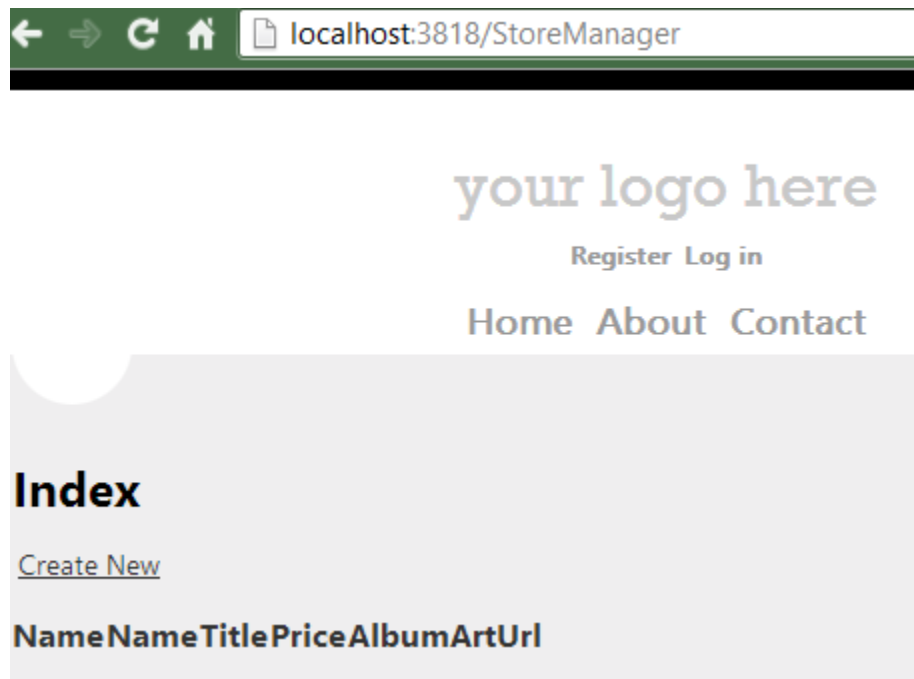 localhost:3818/StoreManager
your logo here
Register Log in
Home About Contact
Index
Create New
NameNameTitlePriceAlbumArtUrl